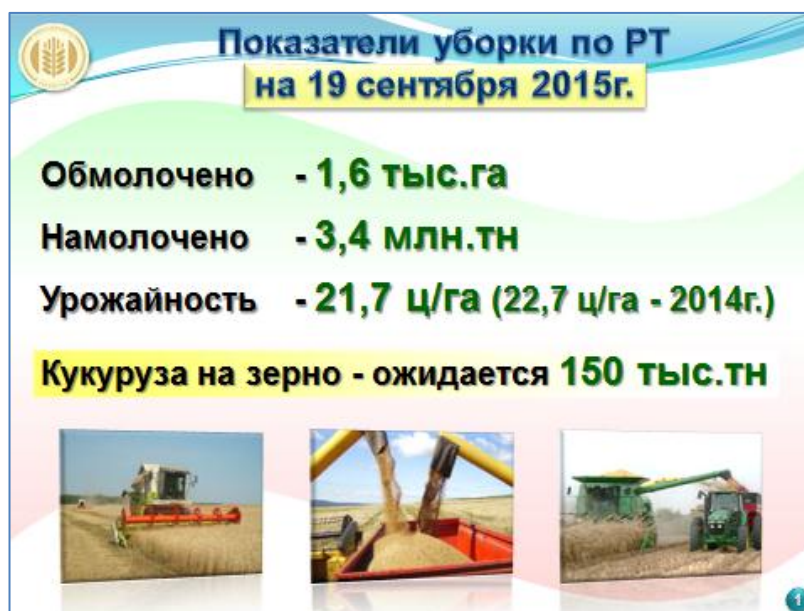 Показатели уборки по РТ
на 19 сентября 2015г.
Обмолочено - 1,6 тыс.га
Намолочено - 3,4 млн.тн
Урожайность - 21,7 ц/га (22,7 ц/га - 2014г.)
Кукуруза на зерно - ожидается 150 тыс.тн
1